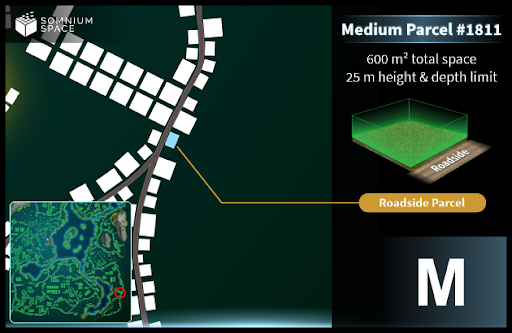 SOMNIUM
SPACE
Medium Parcel #1811
600 m² total space
25 m height & depth limit
Roadside
Roadside Parcel
M